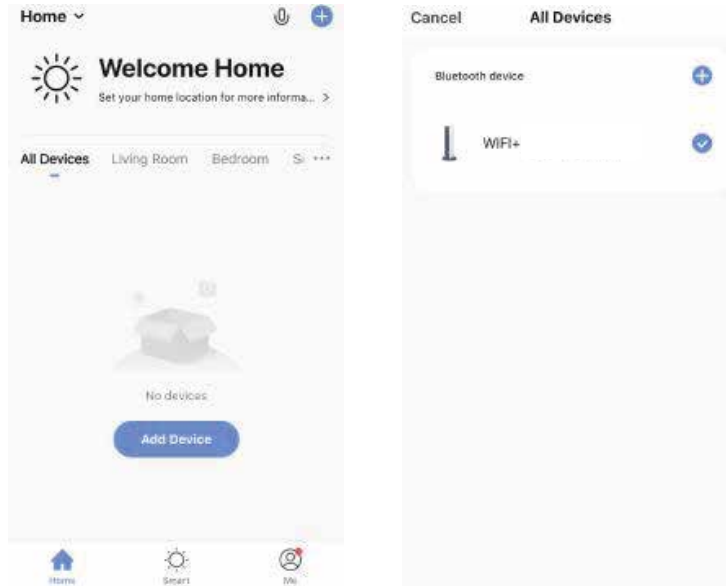 Home
Welcome Home
Set your home location for more informa... >
All Devices Living Room Bedroom S ...
No devices
Add Device
Home Smart Me
Cancel All Devices
Bluetooth device
WIFI+